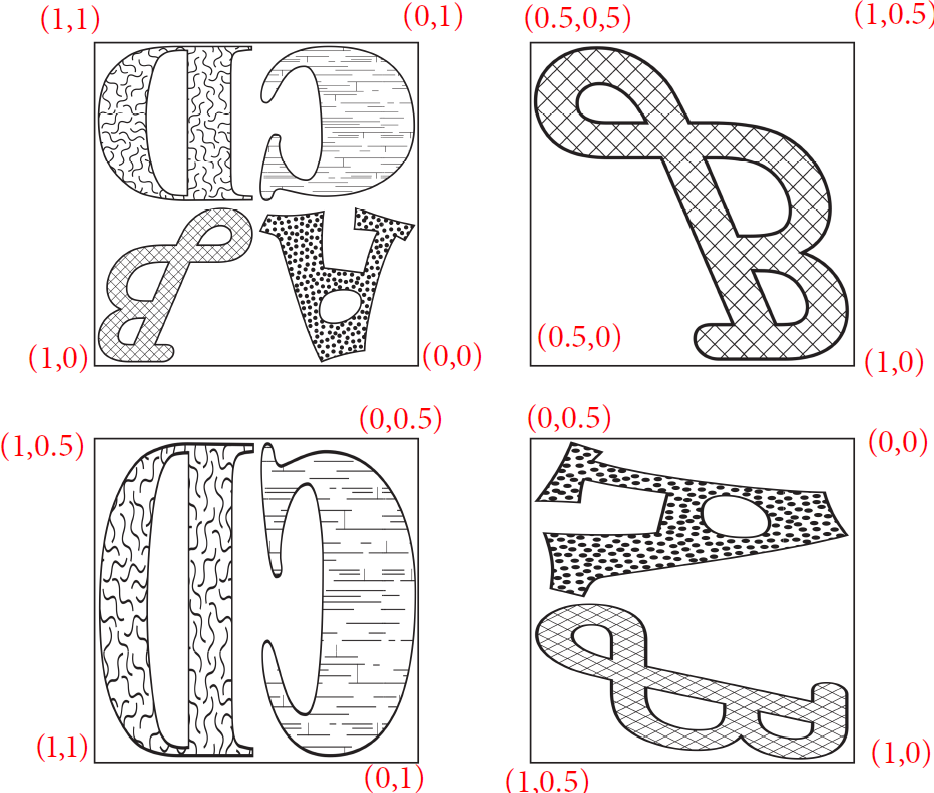 (1,1)
(0,1)
D C
B A
(1,0)
(0,0)
(0.5,0,5)
(1,0.5)
B
(0.5,0)
(1,0)
(1,0.5)
(0,0.5)
D C
(1,1)
(0,1)
(0,0.5)
(0,0)
A
B
(1,0.5)
(1,0)